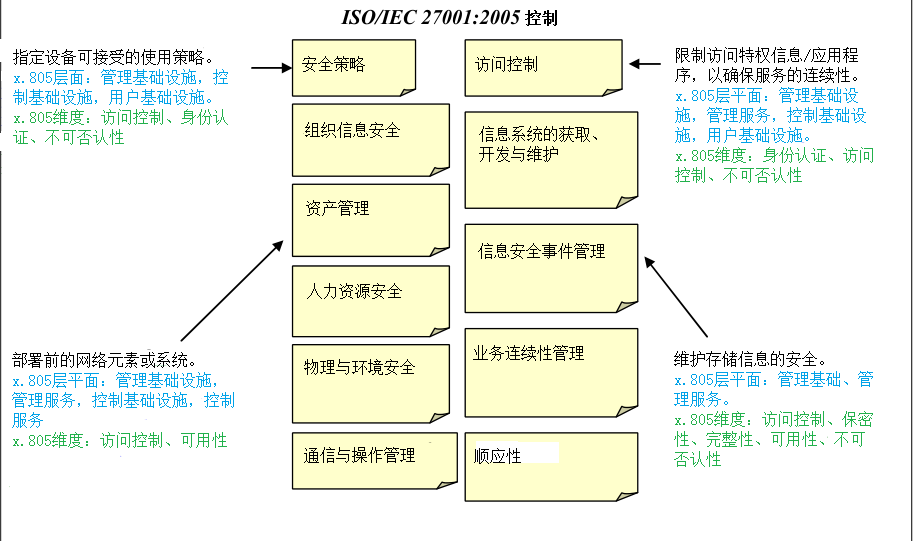 ISO/IEC 27001:2005 控制
指定设备可接受的使用策略。
x.805层面：管理基础设施，控
制基础设施，用户基础设施。
x.805维度：访问控制、身份认
证、不可否认性
安全策略
组织信息安全
资产管理
人力资源安全
物理与环境安全
通信与操作管理
访问控制
信息系统的获取、
开发与维护
信息安全事件管理
业务连续性管理
顺应性
限制访问特权信息/应用程
序，以确保服务的连续性。
x.805层平面：管理基础设
施，管理服务，控制基础设
施，用户基础设施。
x.805维度：身份认证、访问
控制、不可否认性
部署前的网络元素或系统。
x.805层平面：管理基础设施，
管理服务，控制基础设施，控制
服务
x.805维度：访问控制、可用性
维护存储信息的安全。
x.805层平面：管理基础、管
理服务。
x.805维度：访问控制、保密
性、完整性、可用性、不可
否认性